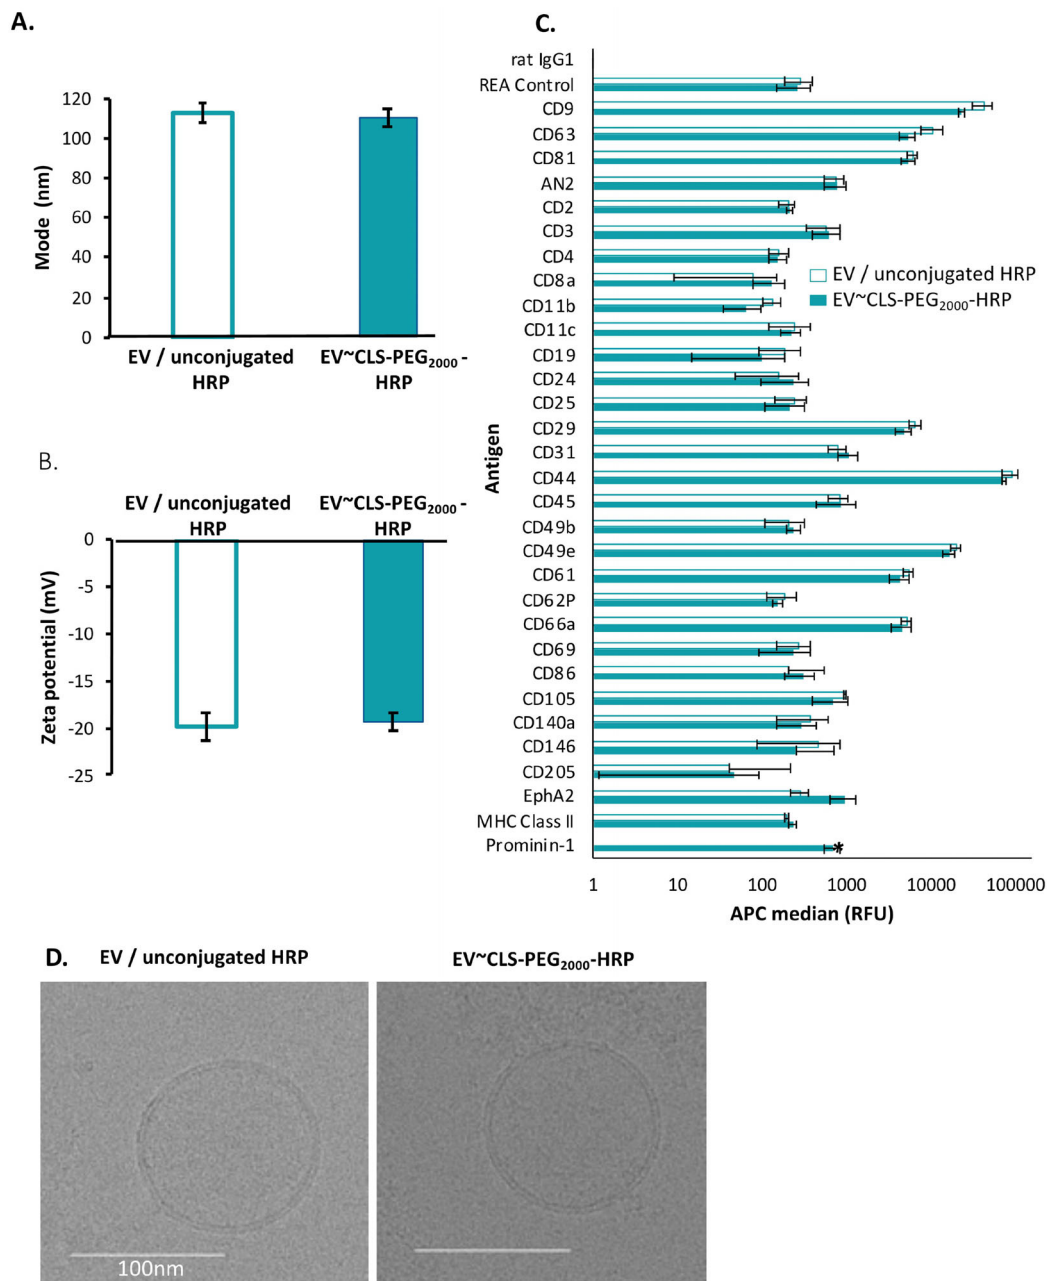 A.
120
100
80
60
40
20
0
Mode (nm)
EV / unconjugated
HRP
EV~CLS-PEG2000 -
HRP
B.
EV / unconjugated
HRP
EV~CLS-PEG2000 -
HRP
0
-5
-10
-15
-20
-25
Zeta potential (mV)
C.
rat IgG1
REA Control
CD9
CD63
CD81
AN2
CD2
CD3
CD4
CD8a
CD11b
CD11c
CD19
CD24
CD25
CD29
CD31
CD44
CD45
CD49b
CD49e
CD61
CD62P
CD66a
CD69
CD86
CD105
CD140a
CD146
CD205
EphA2
MHC Class II
Prominin-1
*
Antigen
EV / unconjugated HRP
EV~CLS-PEG2000-HRP
1 10 100 1000 10000 100000
APC median (RFU)
D.
EV / unconjugated HRP
EV~CLS-PEG2000-HRP
100nm